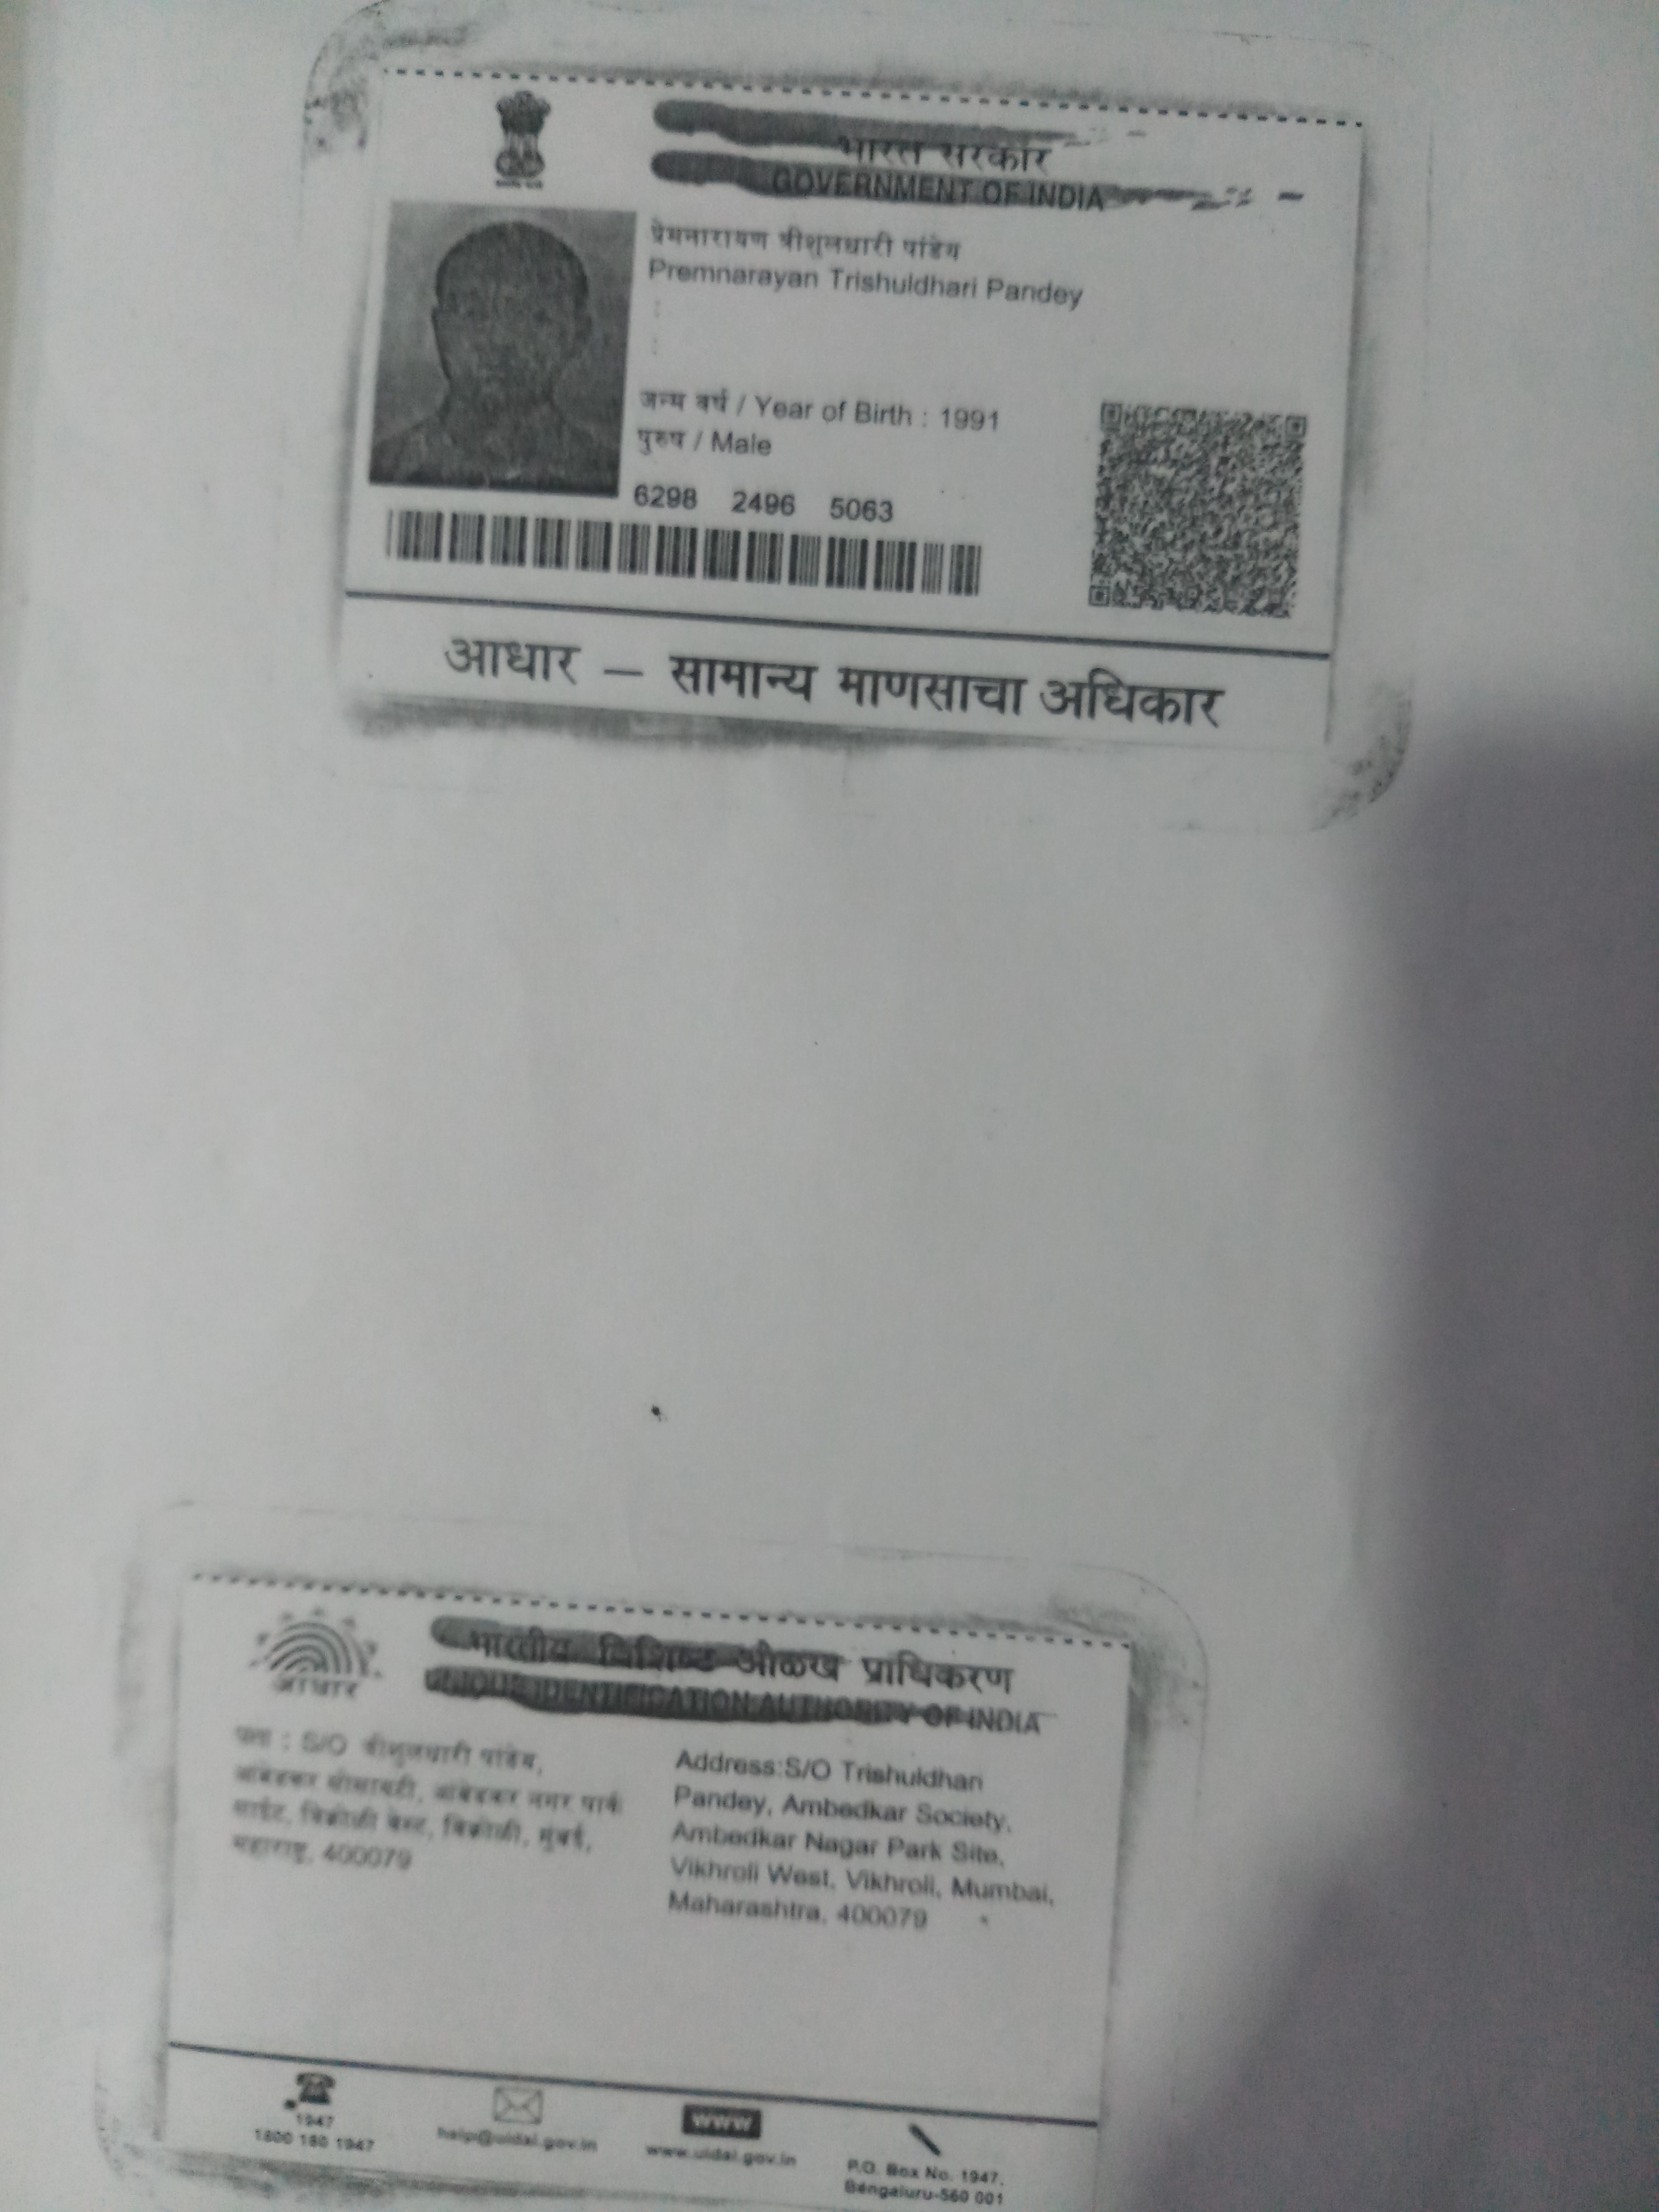 भारत सरकार
GOVERNMENT OF INDIA
प्रेमनारायण त्रीशुलधारी पांडेय
Premnarayan Trishuldhari Pandey
जन्म वर्ष / Year of Birth : 1991
पुरुष / Male
6298 2496 5063
आधार – सामान्य माणसाचा अधिकार
भारतीय विशिष्ट ओळख प्राधिकरण
आधार
UNIQUE IDENTIFICATION AUTHORITY OF INDIA
पत्ता : S/O त्रीशुलधारी पांडेय,
आंबेडकर सोसायटी, आंबेडकर नगर पार्क
साईट, विक्रोळी वेस्ट, विक्रोळी, मुंबई,
महाराष्ट्र, 400079
Address:S/O Trishuldhari
Pandey, Ambedkar Society,
Ambedkar Nagar Park Site,
Vikhroli West, Vikhroli, Mumbai,
Maharashtra, 400079
1947
1800 180 1947
help@uidai.gov.in
www
www.uidai.gov.in
P.O. Box No. 1947,
Bengaluru-560 001